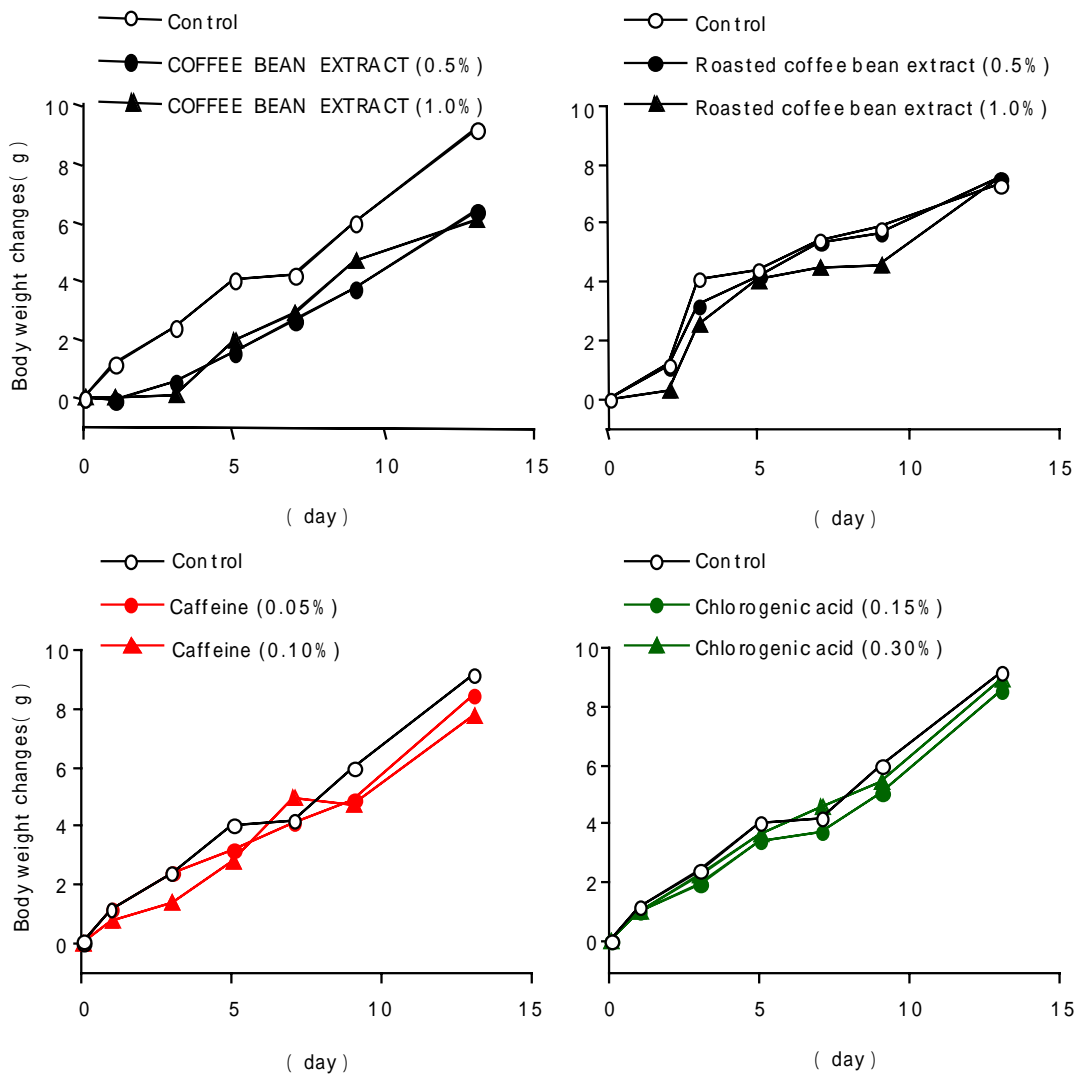 Control
COFFEE BEAN EXTRACT (0.5%)
COFFEE BEAN EXTRACT (1.0%)
Body weight changes( g)
10
8
6
4
2
0
0 5 10 15
( day)
Control
Roasted coffee bean extract (0.5%)
Roasted coffee bean extract (1.0%)
10
8
6
4
2
0
0 5 10 15
( day)
Control
Caffeine (0.05%)
Caffeine (0.10%)
Body weight changes( g)
10
8
6
4
2
0
0 5 10 15
( day)
Control
Chlorogenic acid (0.15%)
Chlorogenic acid (0.30%)
10
8
6
4
2
0
0 5 10 15
( day)